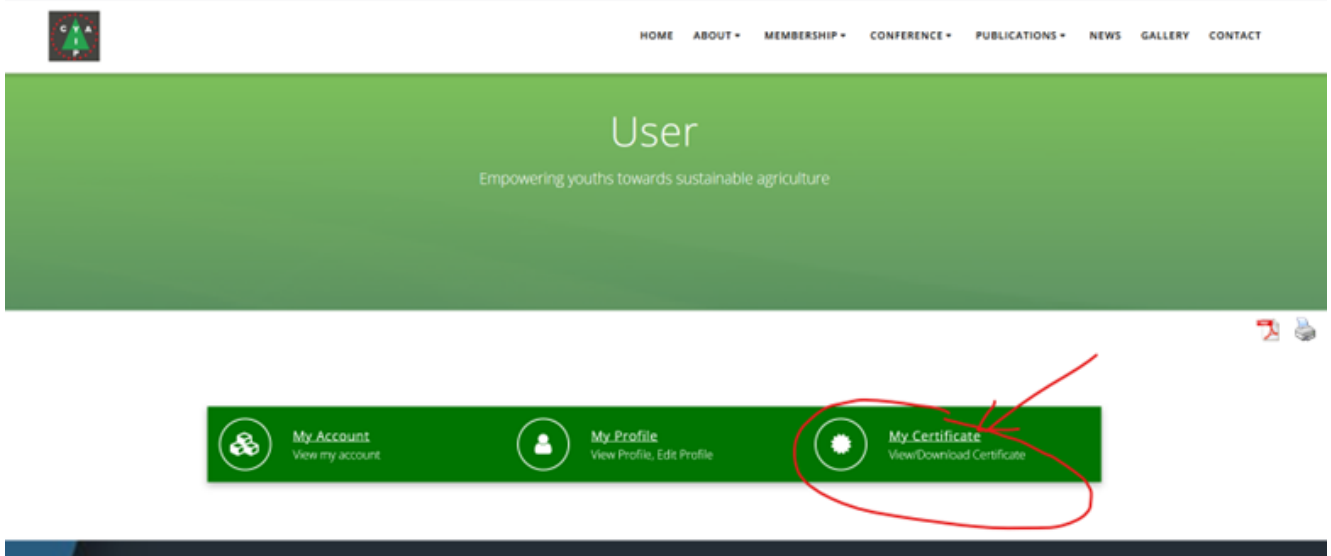 C Y A
I
P
HOME ABOUT MEMBERSHIP CONFERENCE PUBLICATIONS NEWS GALLERY CONTACT
User
Empowering youths towards sustainable agriculture
My Account
View my account
My Profile
View Profile, Edit Profile
My Certificate
View/Download Certificate